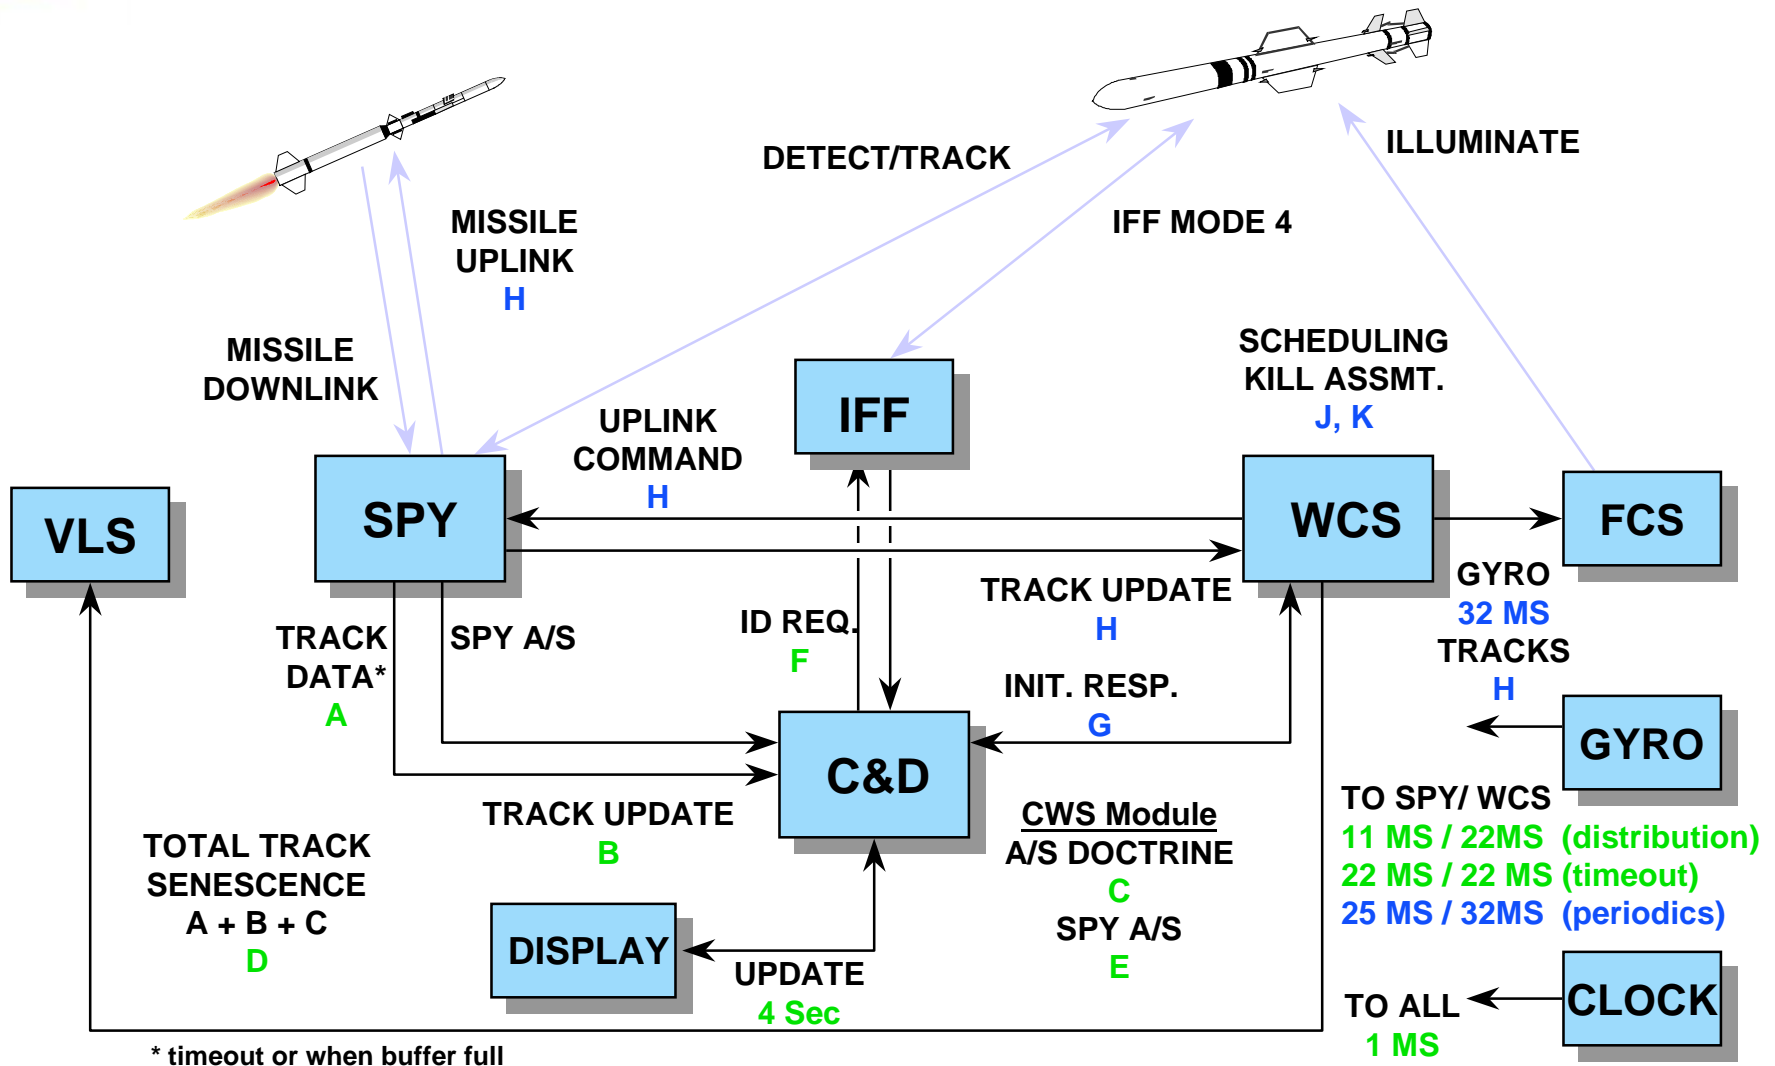 DETECT/TRACK
ILLUMINATE
MISSILE
UPLINK
H
IFF MODE 4
MISSILE
DOWNLINK
SCHEDULING
KILL ASSMT.
J, K
UPLINK
COMMAND
H
IFF
VLS
SPY
WCS
FCS
TRACK
DATA*
A
SPY A/S
ID REQ.
F
TRACK UPDATE
H
GYRO
32 MS
TRACKS
H
INIT. RESP.
G
C&D
GYRO
TRACK UPDATE
B
CWS Module
A/S DOCTRINE
C
SPY A/S
E
TO SPY/ WCS
11 MS / 22MS (distribution)
22 MS / 22 MS (timeout)
25 MS / 32MS (periodics)
TOTAL TRACK
SENESCENCE
A + B + C
D
DISPLAY
UPDATE
4 Sec
TO ALL
1 MS
CLOCK
* timeout or when buffer full